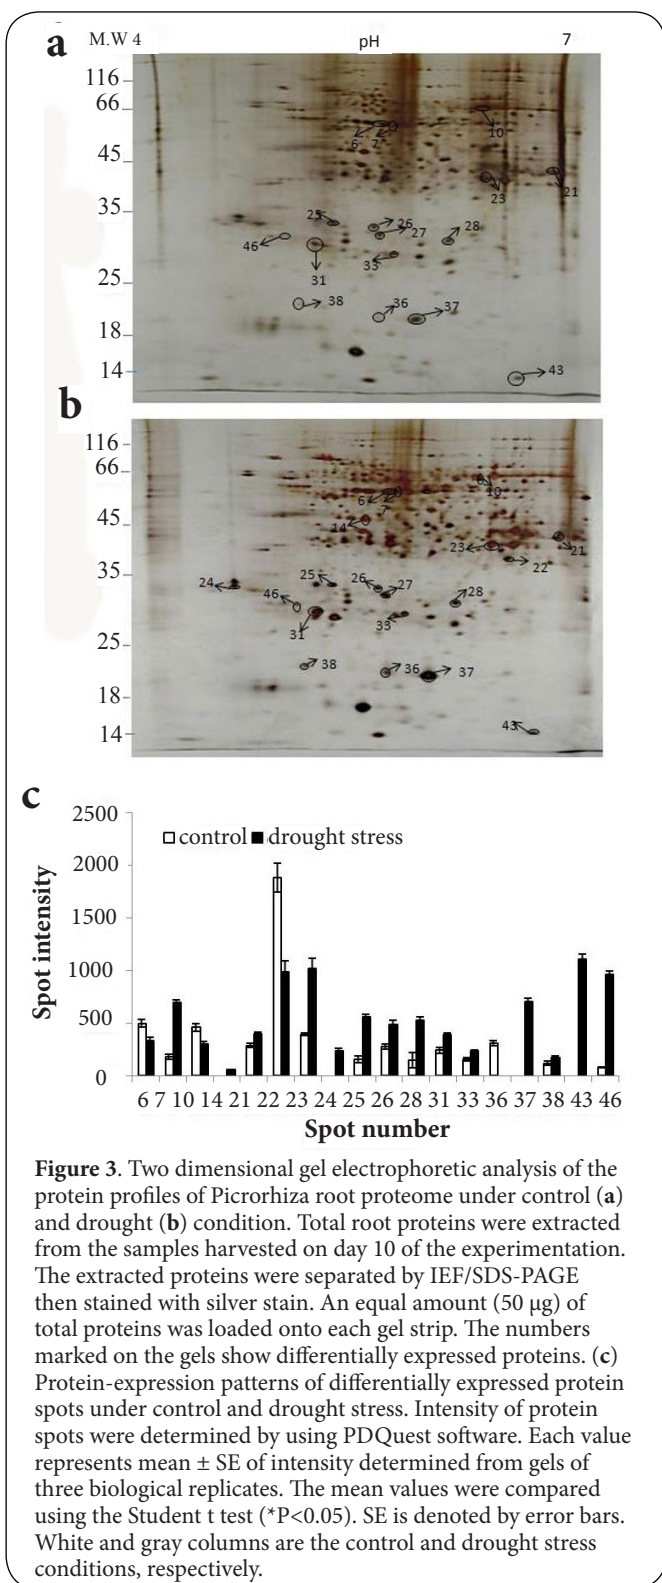 a M.W 4 pH 7
116
66
6 7 10
45
23 21
35
25 26 28
46 27
33
31
25
38 36 37
18
14 43
b
116
66
6 10
7
45 14
23 21
22
35
24 25 26 27 28
46
31 33
25
38 36 37
18
43
14
c
2500
control drought stress
2000
1500
1000
500
0
Spot intensity
6 7 10 14 21 22 23 24 25 26 28 31 33 36 37 38 43 46
Spot number
Figure 3. Two dimensional gel electrophoretic analysis of the
protein profiles of Picrorhiza root proteome under control (a)
and drought (b) condition. Total root proteins were extracted
from the samples harvested on day 10 of the experimentation.
The extracted proteins were separated by IEF/SDS-PAGE
then stained with silver stain. An equal amount (50 μg) of
total proteins was loaded onto each gel strip. The numbers
marked on the gels show differentially expressed proteins. (c)
Protein-expression patterns of differentially expressed protein
spots under control and drought stress. Intensity of protein
spots were determined by using PDQuest software. Each value
represents mean ± SE of intensity determined from gels of
three biological replicates. The mean values were compared
using the Student t test (*P<0.05). SE is denoted by error bars.
White and gray columns are the control and drought stress
conditions, respectively.